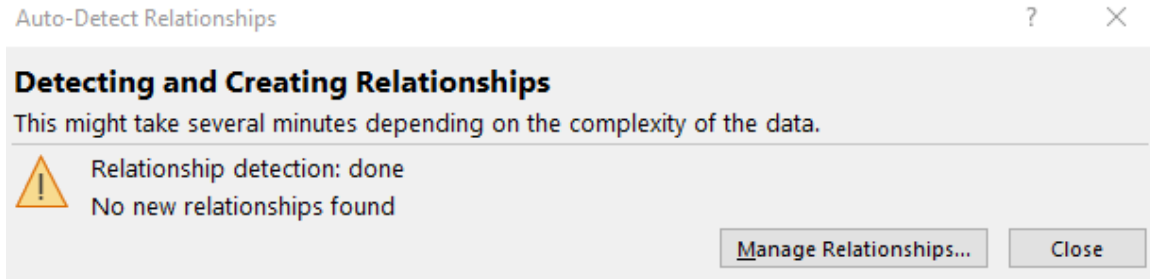 Auto-Detect Relationships ? ×
Detecting and Creating Relationships
This might take several minutes depending on the complexity of the data.
Relationship detection: done
No new relationships found
Manage Relationships... Close